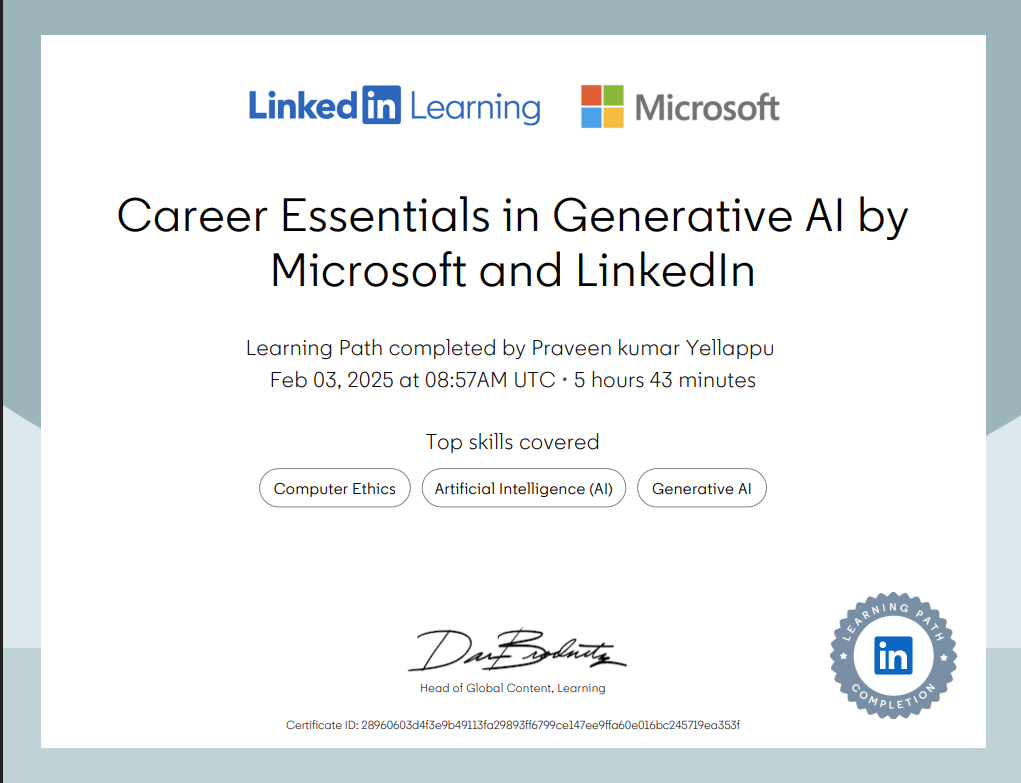 LinkedIn Learning Microsoft
Career Essentials in Generative AI by
Microsoft and LinkedIn
Learning Path completed by Praveen kumar Yellappu
Feb 03, 2025 at 08:57AM UTC • 5 hours 43 minutes
Top skills covered
Computer Ethics Artificial Intelligence (AI) Generative AI
Dan Brodnitz
Head of Global Content, Learning
LEARNING PATH
in
COMPLETION
Certificate ID: 28960603d4f3e9b49113fa29893ff6799ce147ee9ffa60e016bc245719ea353f